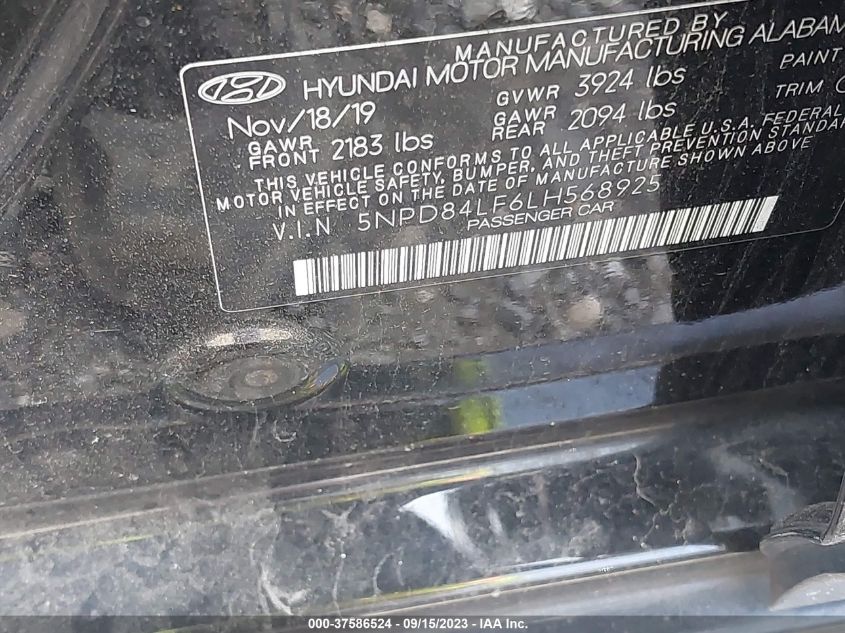 MANUFACTURED BY
HYUNDAI MOTOR MANUFACTURING ALABAM
Nov/18/19 GVWR 3924 lbs PAINT
GAWR FRONT 2183 lbs GAWR REAR 2094 lbs TRIM
THIS VEHICLE CONFORMS TO ALL APPLICABLE U.S.A. FEDERAL
MOTOR VEHICLE SAFETY, BUMPER, AND THEFT PREVENTION STANDAR
IN EFFECT ON THE DATE OF MANUFACTURE SHOWN ABOVE
V.I.N 5NPD84LF6LH568925
PASSENGER CAR
000-37586524 - 09/15/2023 - IAA Inc.